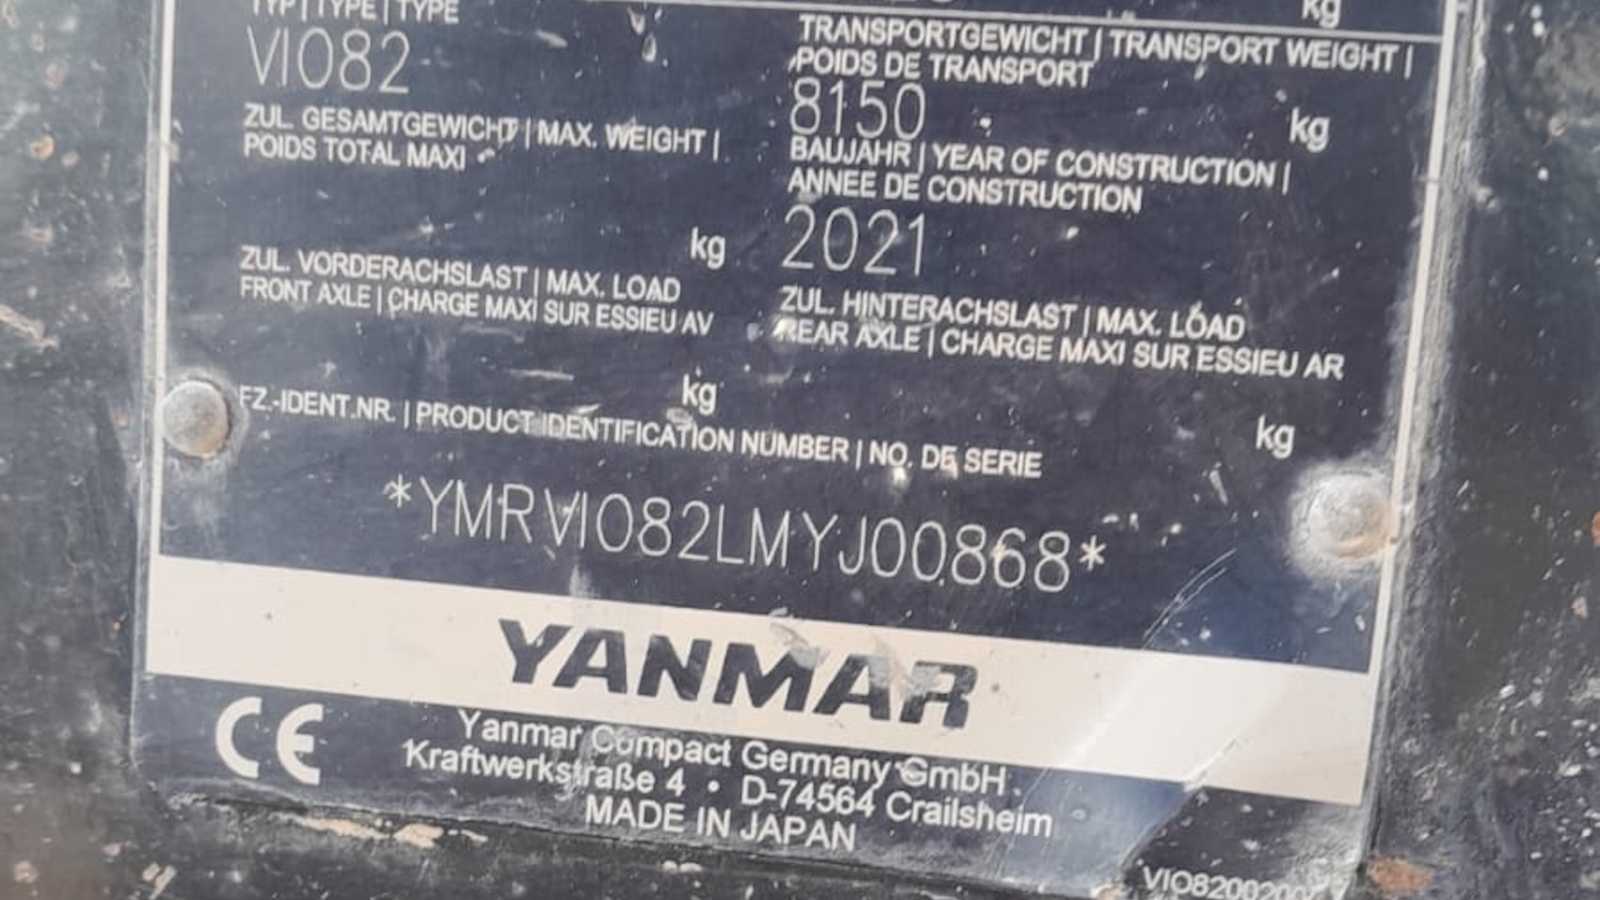 TYP | TYPE | TYPE
VIO82
kg
TRANSPORTGEWICHT | TRANSPORT WEIGHT |
POIDS DE TRANSPORT
8150
kg
ZUL. GESAMTGEWICHT | MAX. WEIGHT |
POIDS TOTAL MAXI
kg
BAUJAHR | YEAR OF CONSTRUCTION |
ANNEE DE CONSTRUCTION
2021
ZUL. VORDERACHSLAST | MAX. LOAD
FRONT AXLE | CHARGE MAXI SUR ESSIEU AV
kg
ZUL. HINTERACHSLAST | MAX. LOAD
REAR AXLE | CHARGE MAXI SUR ESSIEU AR
kg
FZ.-IDENT.NR. | PRODUCT IDENTIFICATION NUMBER | NO. DE SERIE
*YMRVIO82LMYJ00868*
YANMAR
CE
Yanmar Compact Germany GmbH
Kraftwerkstraße 4 • D-74564 Crailsheim
MADE IN JAPAN